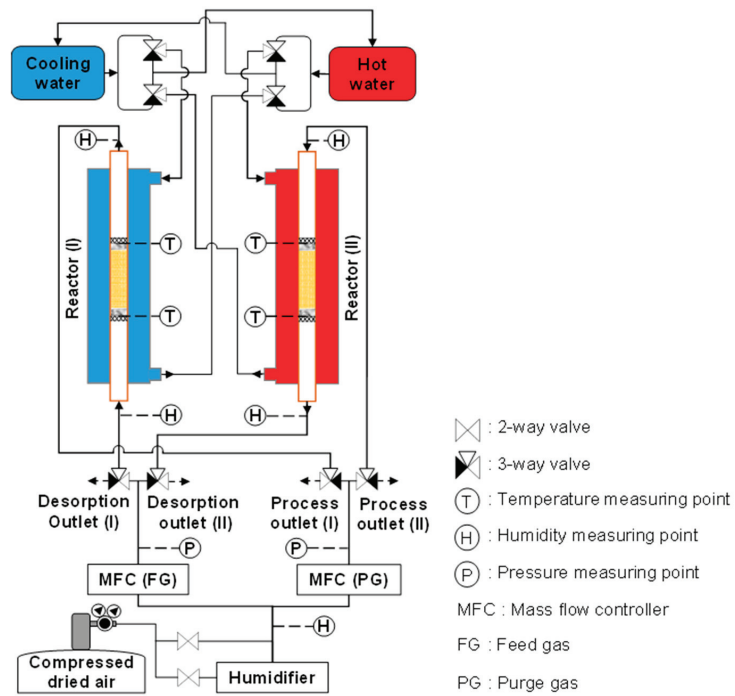 Cooling
water
Hot
water
H
H
Reactor (I)
Reactor (II)
T
T
T
T
H
H
Desorption
Outlet (I)
Desorption
outlet (II)
Process
outlet (I)
Process
outlet (II)
P
P
MFC (FG)
MFC (PG)
H
Compressed
dried air
Humidifier
: 2-way valve
: 3-way valve
T : Temperature measuring point
H : Humidity measuring point
P : Pressure measuring point
MFC : Mass flow controller
FG : Feed gas
PG : Purge gas